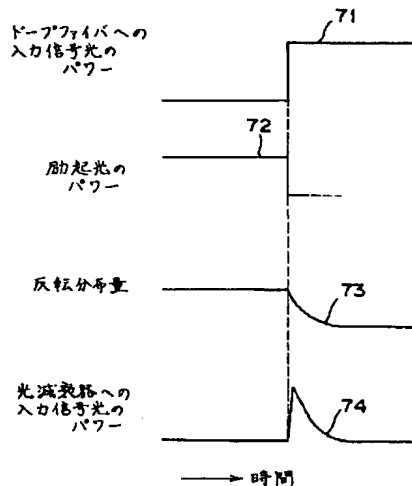 ドープファイバへの
入力信号光の
パワー
71
72
励起光の
パワー
反転分布量
73
光減衰器への
入力信号光の
パワー
74
時間